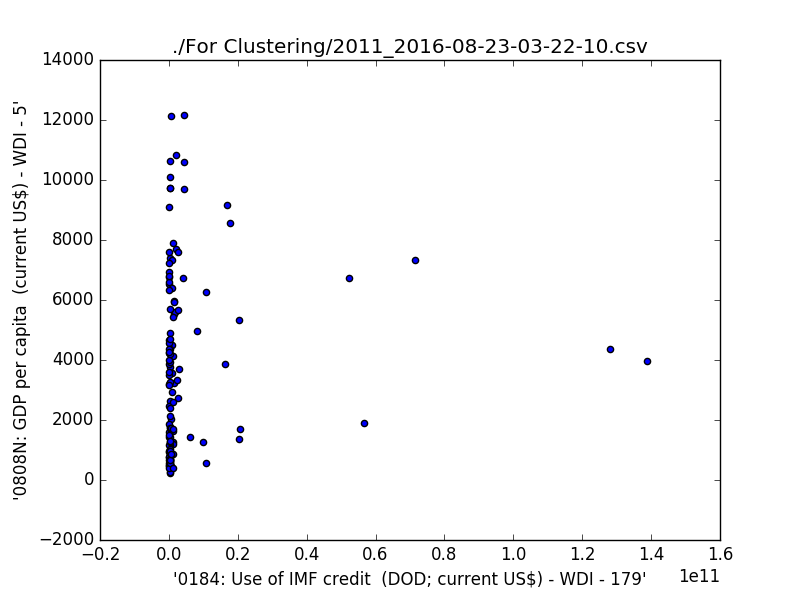 ./For Clustering/2011_2016-08-23-03-22-10.csv
14000
12000
10000
8000
6000
4000
2000
0
−2000
'0808N: GDP per capita  (current US$) - WDI - 5'
−0.2 0.0 0.2 0.4 0.6 0.8 1.0 1.2 1.4 1.6
1e11
'0184: Use of IMF credit  (DOD; current US$) - WDI - 179'